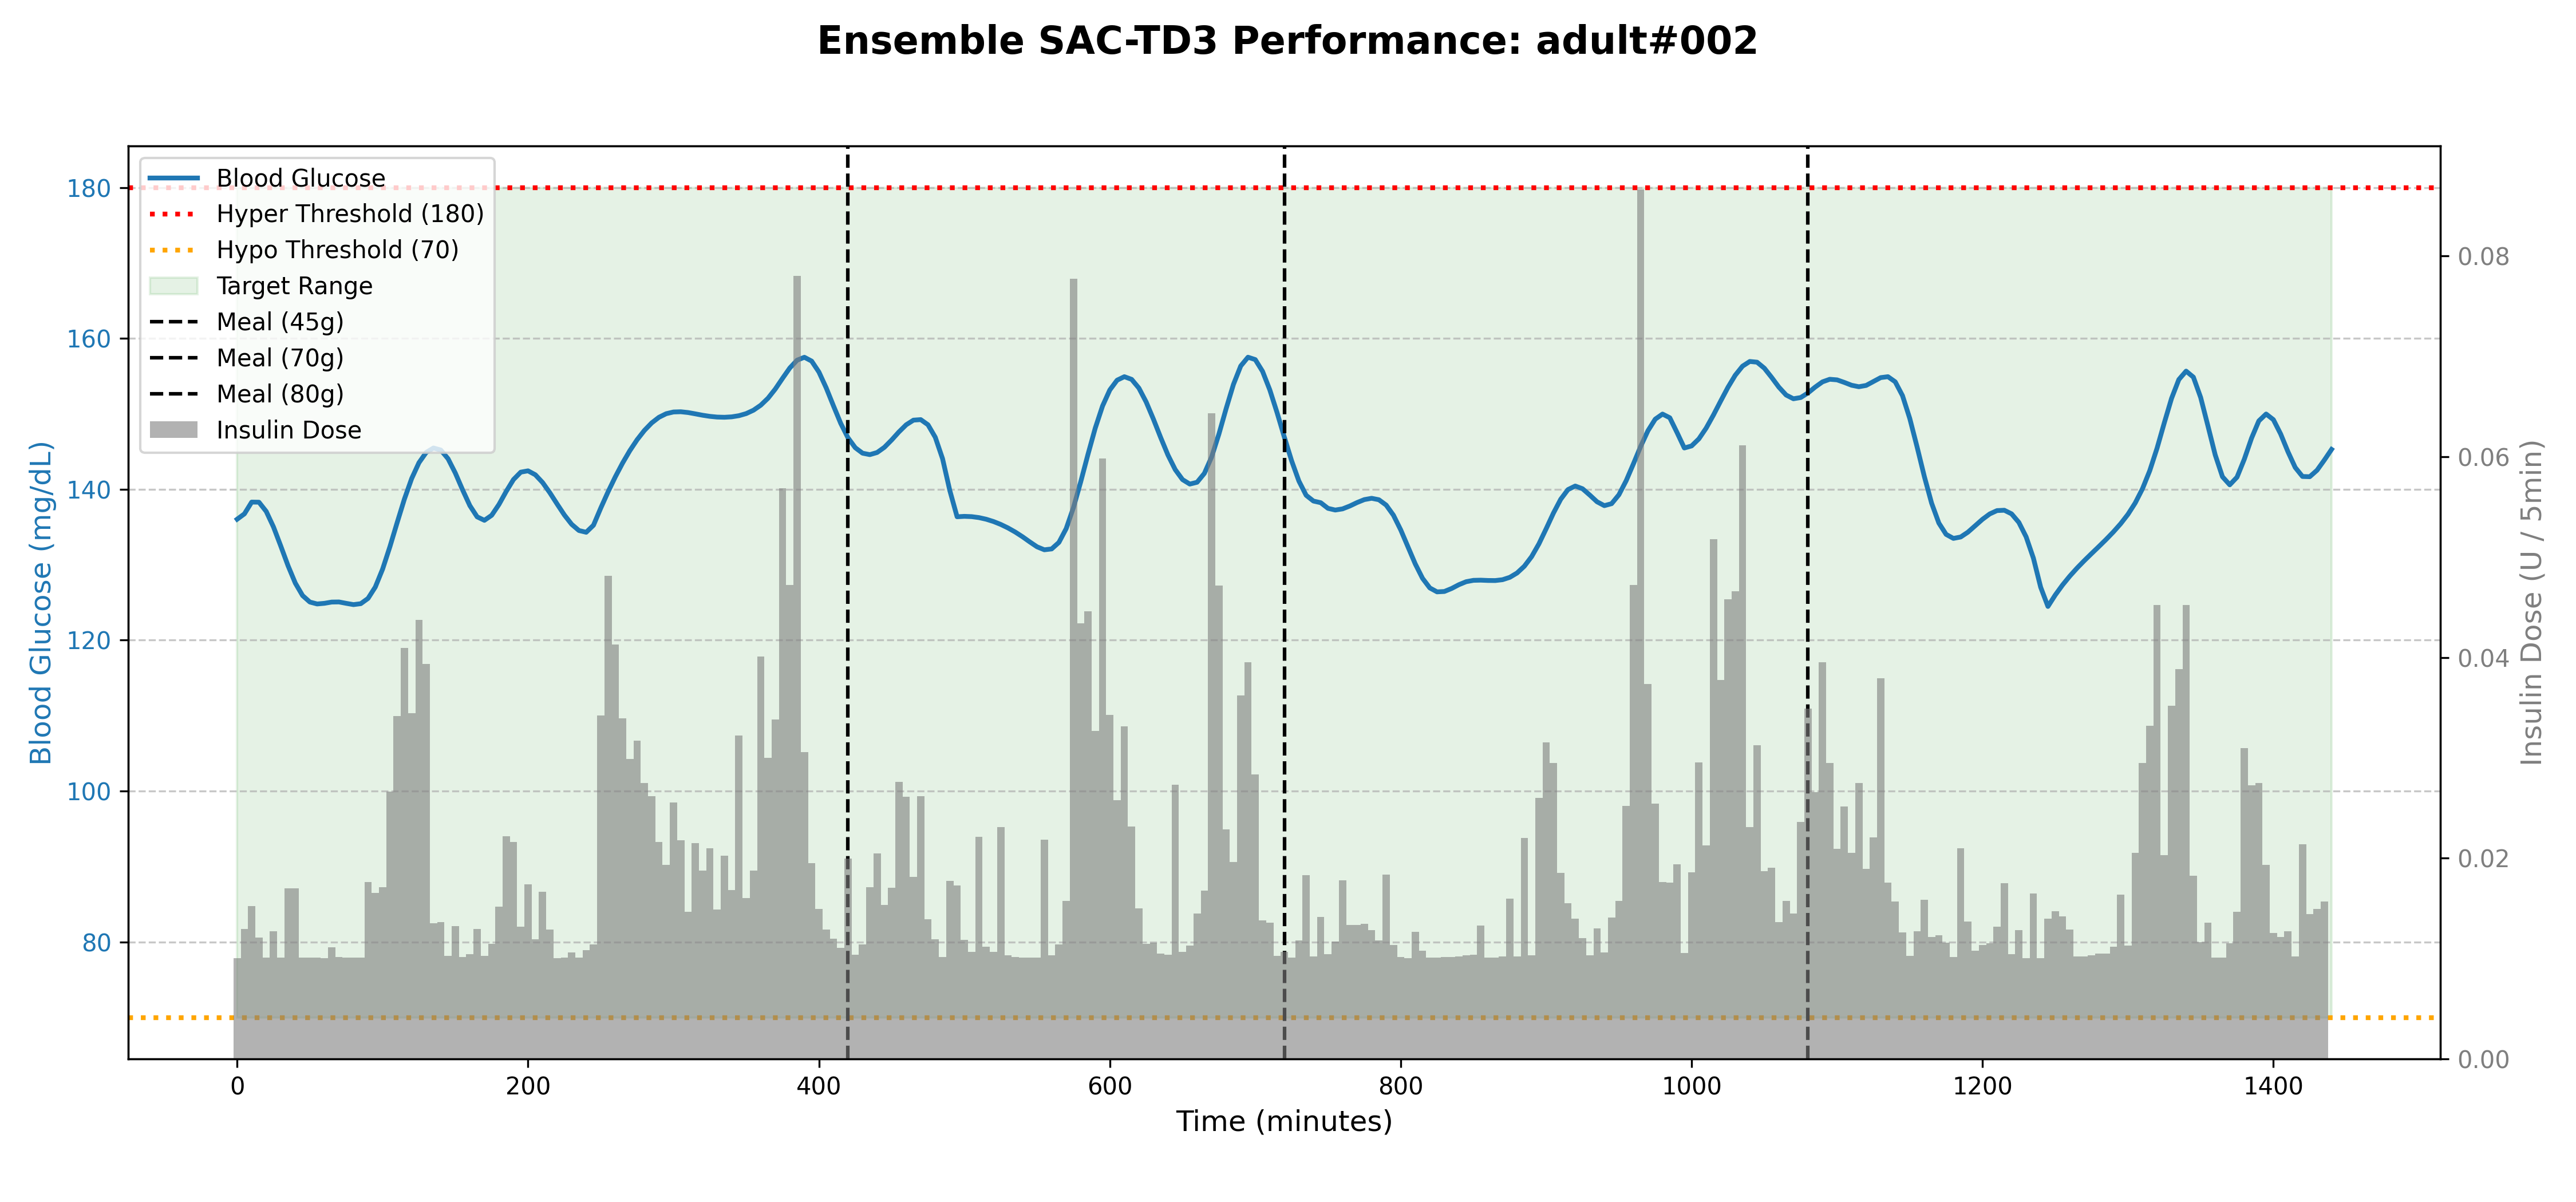 Ensemble SAC-TD3 Performance: adult#002
Blood Glucose
Hyper Threshold (180)
Hypo Threshold (70)
Target Range
Meal (45g)
Meal (70g)
Meal (80g)
Insulin Dose
Blood Glucose (mg/dL)
180
160
140
120
100
80
0.08
0.06
0.04
0.02
0.00
Insulin Dose (U / 5min)
0 200 400 600 800 1000 1200 1400
Time (minutes)